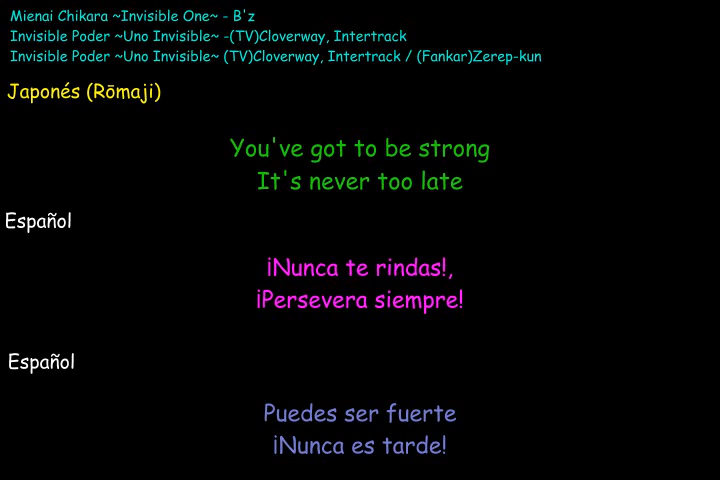 Mienai Chikara ~Invisible One~ - B'z
Invisible Poder ~Uno Invisible~ -(TV)Cloverway, Intertrack
Invisible Poder ~Uno Invisible~ (TV)Cloverway, Intertrack / (Fankar)Zerep-kun
Japonés (Rōmaji)
You've got to be strong
It's never too late
Español
¡Nunca te rindas!,
¡Persevera siempre!
Español
Puedes ser fuerte
¡Nunca es tarde!